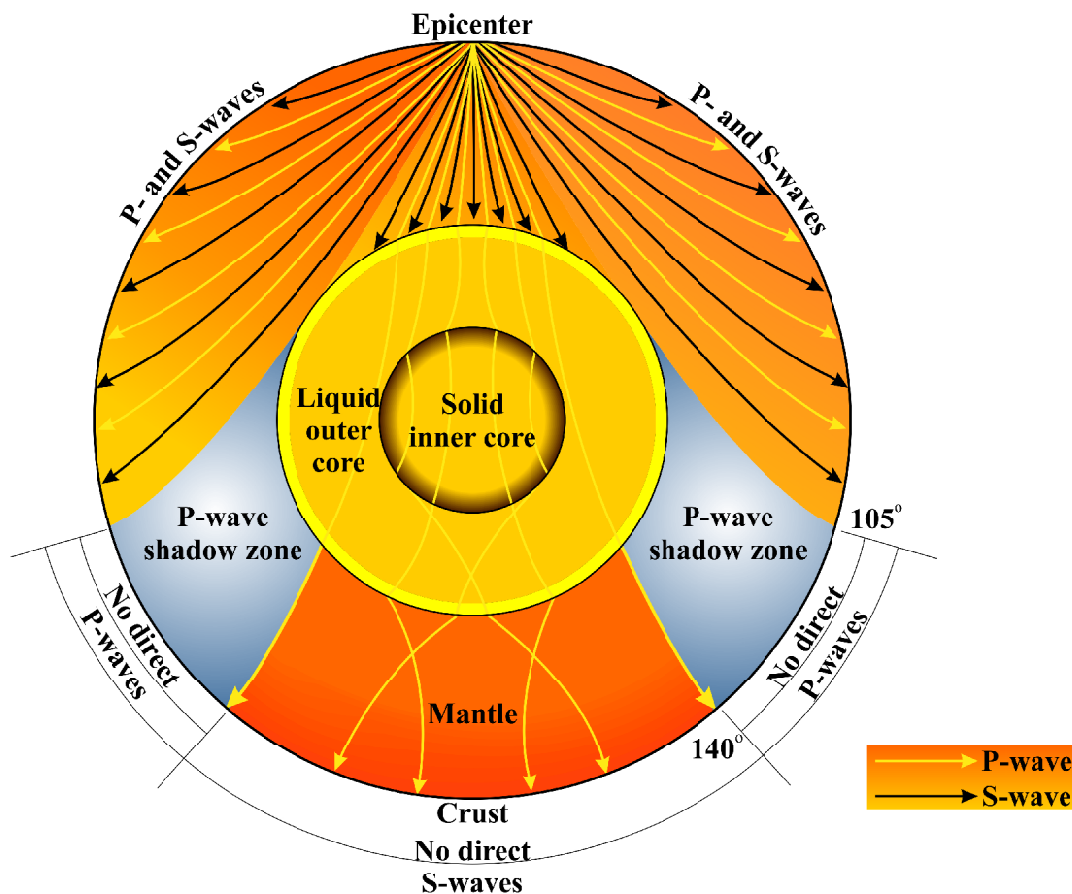 Epicenter
P- and S-waves
P- and S-waves
Liquid
outer
core
Solid
inner core
P-wave
shadow zone
P-wave
shadow zone
105°
No direct
P-waves
No direct
P-waves
Mantle
140°
P-wave
S-wave
Crust
No direct
S-waves